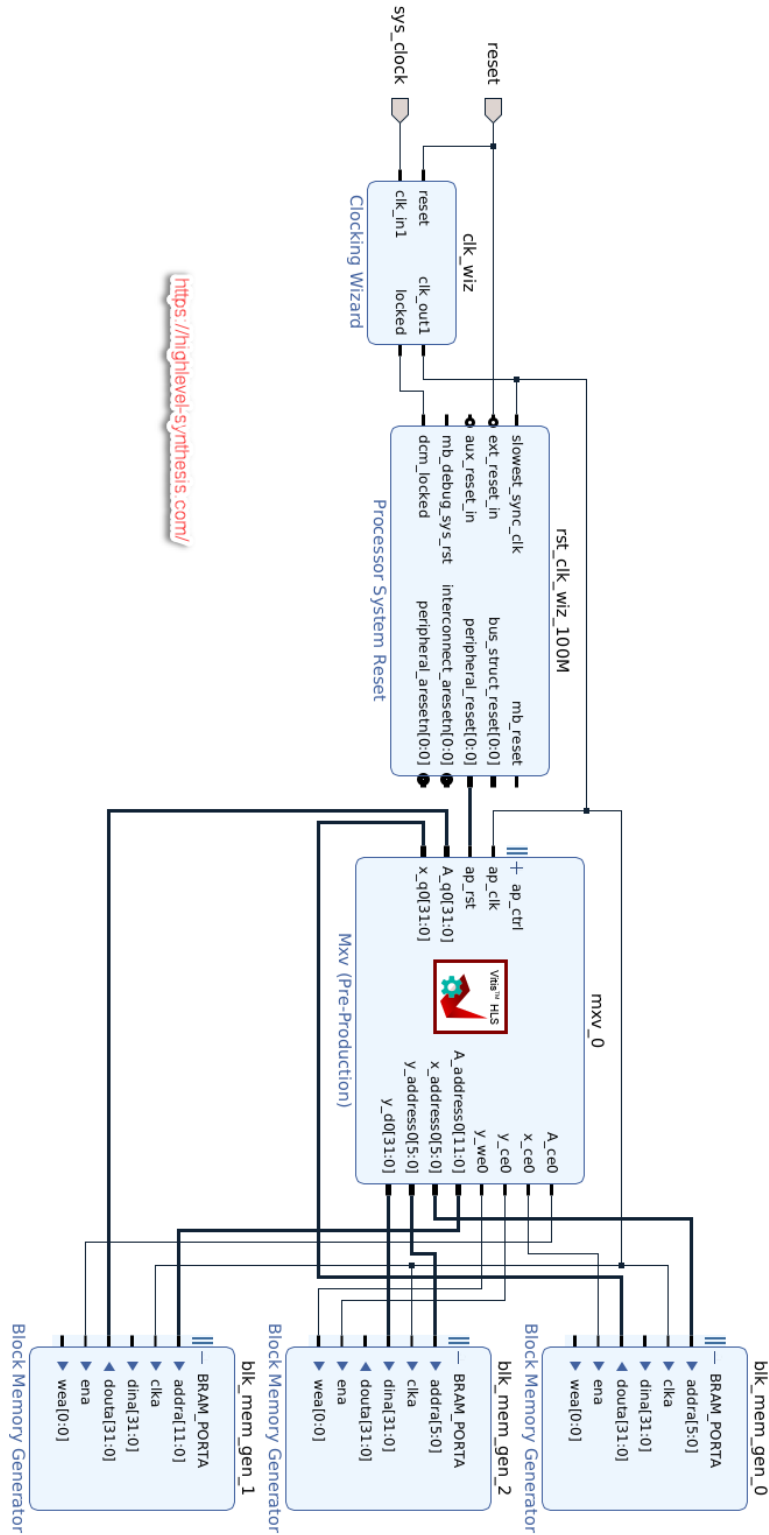 reset
sys_clock
clk_wiz
reset
clk_in1
clk_out1
locked
Clocking Wizard
rst_clk_wiz_100M
slowest_sync_clk
ext_reset_in
aux_reset_in
mb_debug_sys_rst
dcm_locked
mb_reset
bus_struct_reset[0:0]
peripheral_reset[0:0]
interconnect_aresetn[0:0]
peripheral_aresetn[0:0]
Processor System Reset
mxv_0
ap_ctrl
ap_clk
ap_rst
A_q0[31:0]
x_q0[31:0]
Vitis™ HLS
A_ce0
x_ce0
y_ce0
y_we0
A_address0[11:0]
x_address0[5:0]
y_address0[5:0]
y_d0[31:0]
Mxv (Pre-Production)
blk_mem_gen_0
BRAM_PORTA
addra[5:0]
clka
dina[31:0]
douta[31:0]
ena
wea[0:0]
Block Memory Generator
blk_mem_gen_2
BRAM_PORTA
addra[5:0]
clka
dina[31:0]
douta[31:0]
ena
wea[0:0]
Block Memory Generator
blk_mem_gen_1
BRAM_PORTA
addra[11:0]
clka
dina[31:0]
douta[31:0]
ena
wea[0:0]
Block Memory Generator
https://highlevel-synthesis.com/